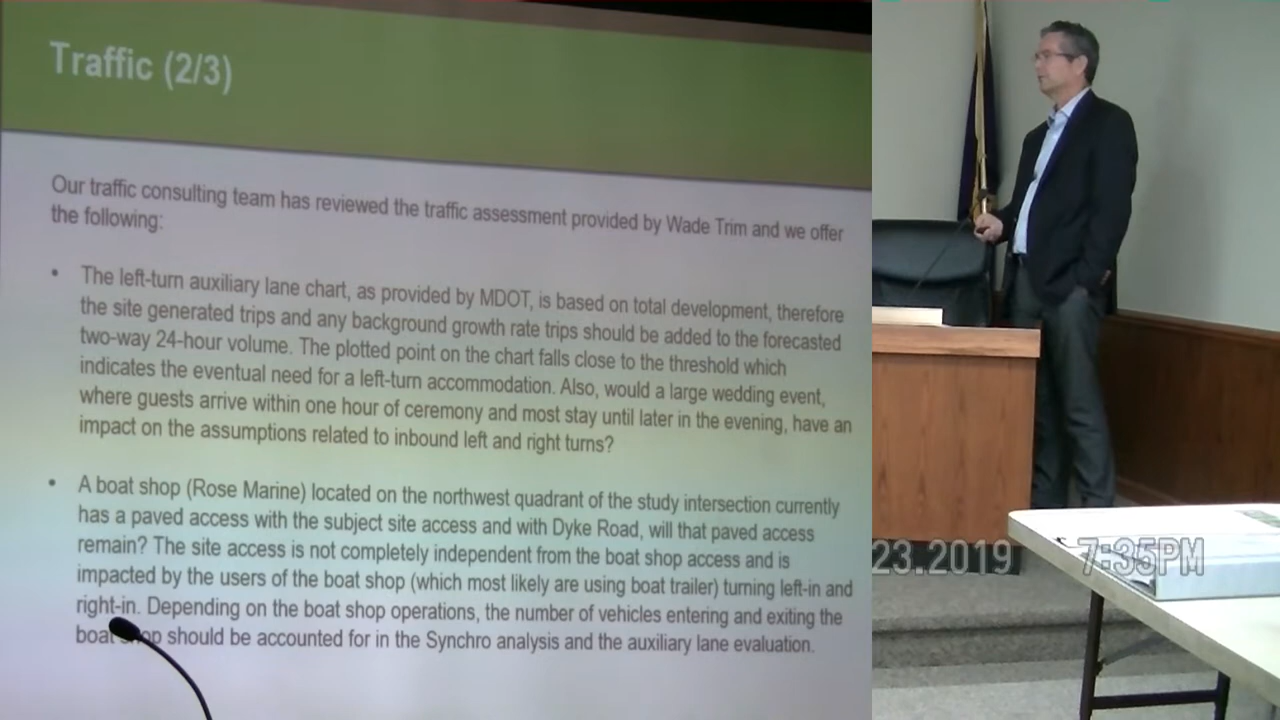 Traffic (2/3)
Our traffic consulting team has reviewed the traffic assessment provided by Wade Trim and we offer
the following:
• The left-turn auxiliary lane chart, as provided by MDOT, is based on total development, therefore
the site generated trips and any background growth rate trips should be added to the forecasted
two-way 24-hour volume. The plotted point on the chart falls close to the threshold which
indicates the eventual need for a left-turn accommodation. Also, would a large wedding event,
where guests arrive within one hour of ceremony and most stay until later in the evening, have an
impact on the assumptions related to inbound left and right turns?
• A boat shop (Rose Marine) located on the northwest quadrant of the study intersection currently
has a paved access with the subject site access and with Dyke Road, will that paved access
remain? The site access is not completely independent from the boat shop access and is
impacted by the users of the boat shop (which most likely are using boat trailer) turning left-in and
right-in. Depending on the boat shop operations, the number of vehicles entering and exiting the
boat shop should be accounted for in the Synchro analysis and the auxiliary lane evaluation.
23.2019 7:35PM